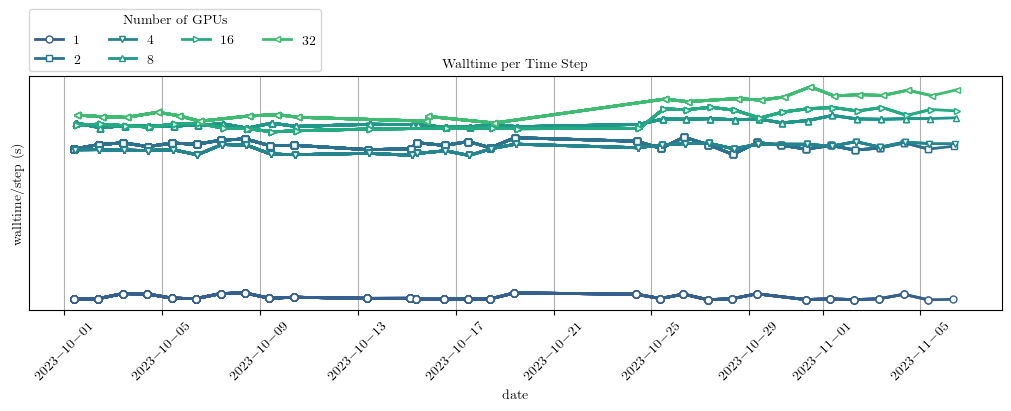 Number of GPUs
1 4 16 32
2 8
Walltime per Time Step
walltime/step (s)
2023−10−01 2023−10−05 2023−10−09 2023−10−13 2023−10−17 2023−10−21 2023−10−25 2023−10−29 2023−11−01 2023−11−05
date